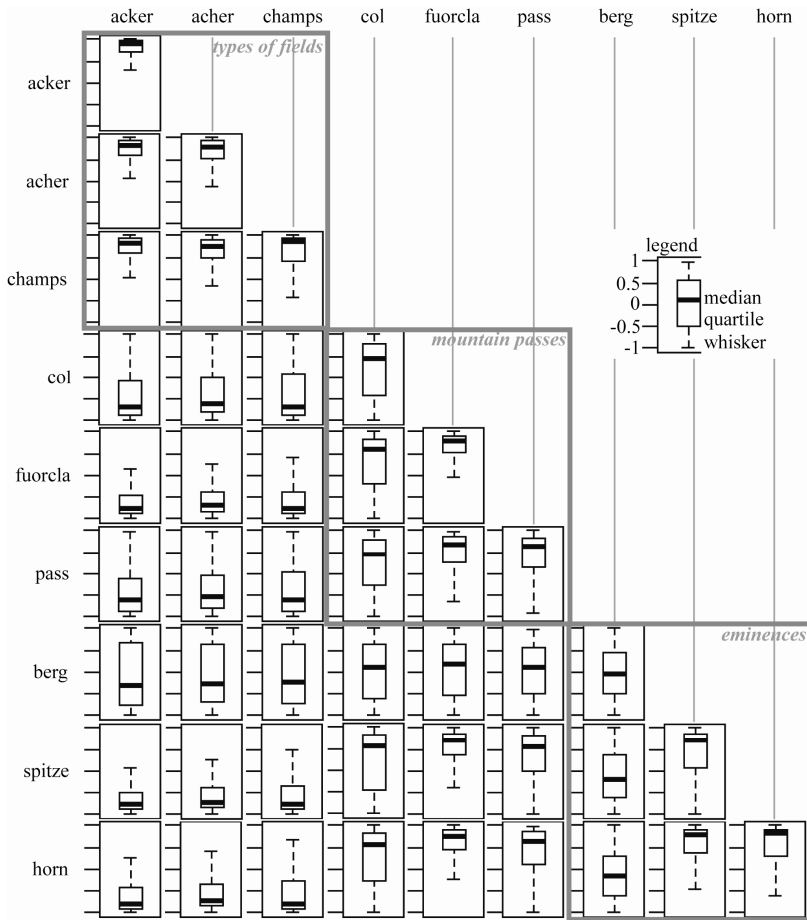 acker acher champs col fuorcla pass berg spitze horn
types of fields
acker
acher
champs
legend
1
0.5
0
-0.5
-1
median
quartile
whisker
mountain passes
col
fuorcla
pass
eminences
berg
spitze
horn